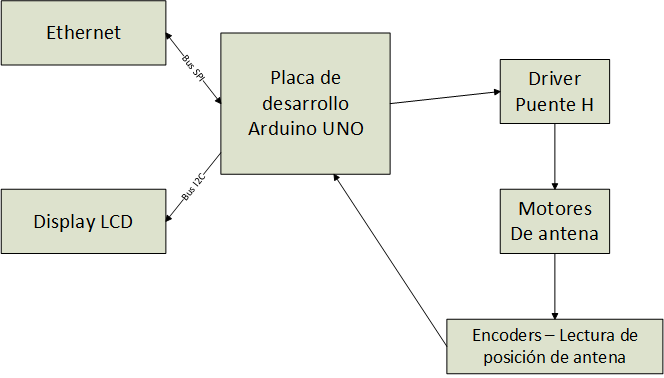 Ethernet
Bus SPI
Placa de
desarrollo
Arduino UNO
Driver
Puente H
Bus I2C
Display LCD
Motores
De antena
Encoders – Lectura de
posición de antena